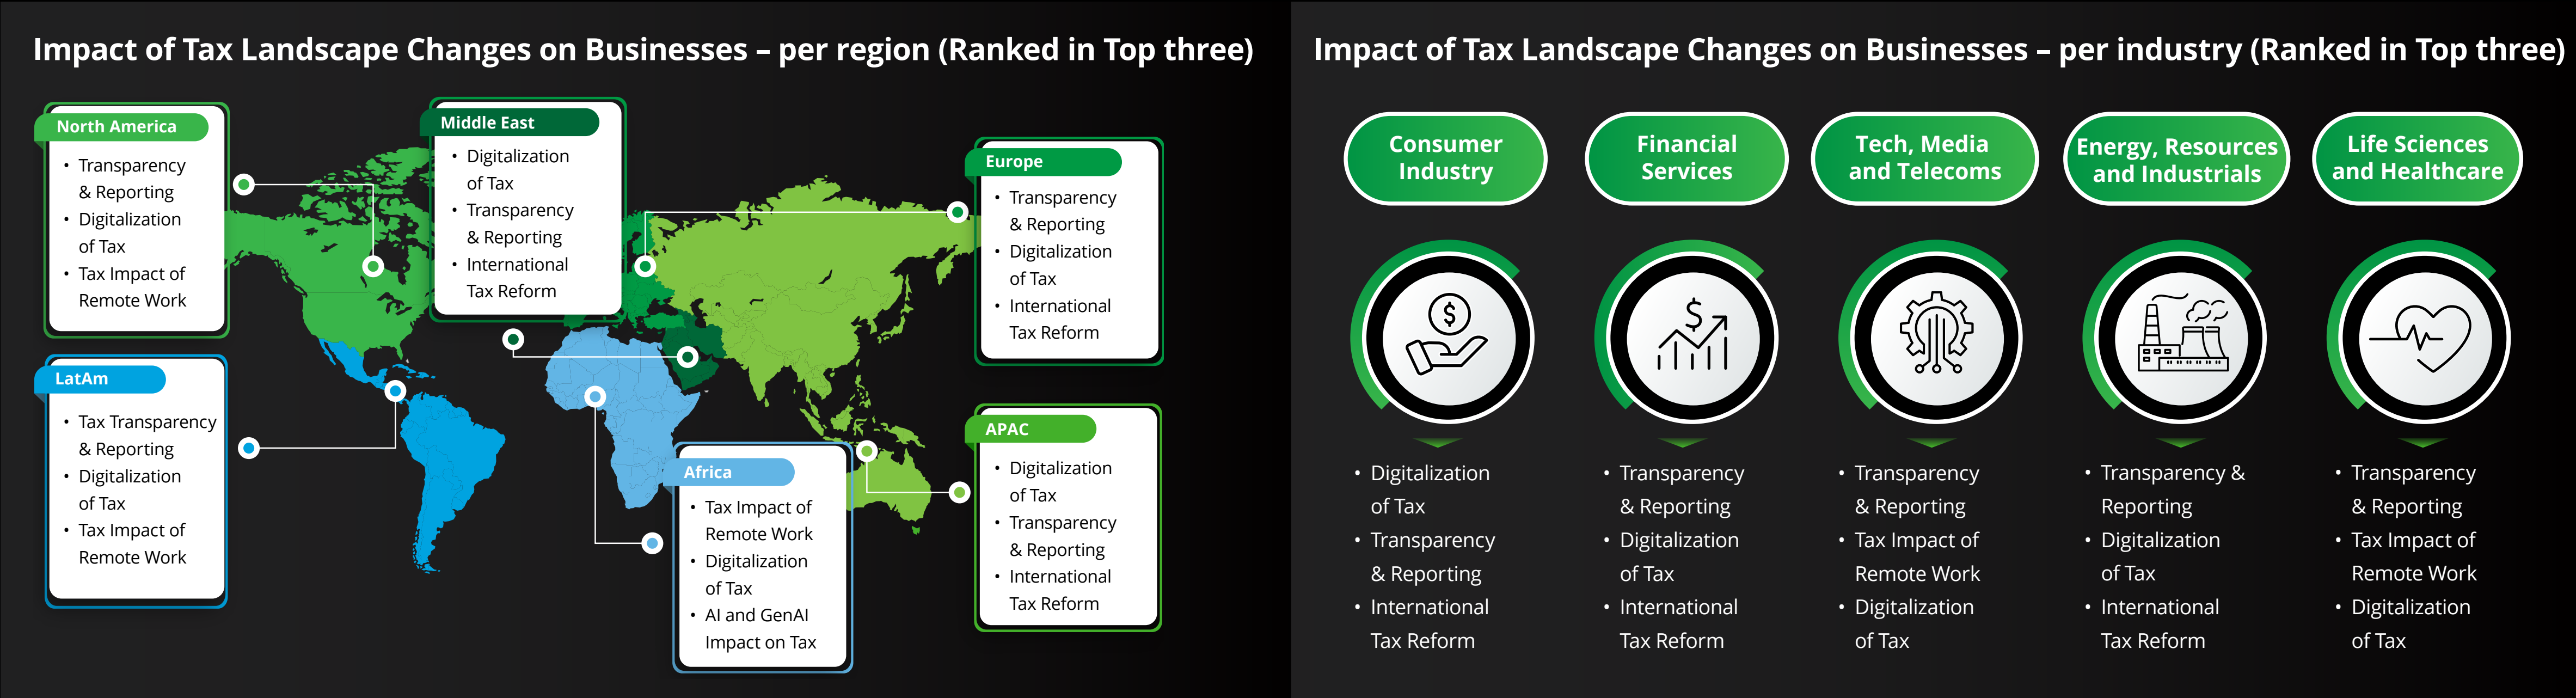 Impact of Tax Landscape Changes on Businesses – per region (Ranked in Top three)
North America
• Transparency
& Reporting
• Digitalization
of Tax
• Tax Impact of
Remote Work
Middle East
• Digitalization
of Tax
• Transparency
& Reporting
• International
Tax Reform
Europe
• Transparency
& Reporting
• Digitalization
of Tax
• International
Tax Reform
LatAm
• Tax Transparency
& Reporting
• Digitalization
of Tax
• Tax Impact of
Remote Work
Africa
• Tax Impact of
Remote Work
• Digitalization
of Tax
• AI and GenAI
Impact on Tax
APAC
• Digitalization
of Tax
• Transparency
& Reporting
• International
Tax Reform
Impact of Tax Landscape Changes on Businesses – per industry (Ranked in Top three)
Consumer
Industry
$
• Digitalization
of Tax
• Transparency
& Reporting
• International
Tax Reform
Financial
Services
$
• Transparency
& Reporting
• Digitalization
of Tax
• International
Tax Reform
Tech, Media
and Telecoms
• Transparency
& Reporting
• Tax Impact of
Remote Work
• Digitalization
of Tax
Energy, Resources
and Industrials
• Transparency &
Reporting
• Digitalization
of Tax
• International
Tax Reform
Life Sciences
and Healthcare
• Transparency
& Reporting
• Tax Impact of
Remote Work
• Digitalization
of Tax